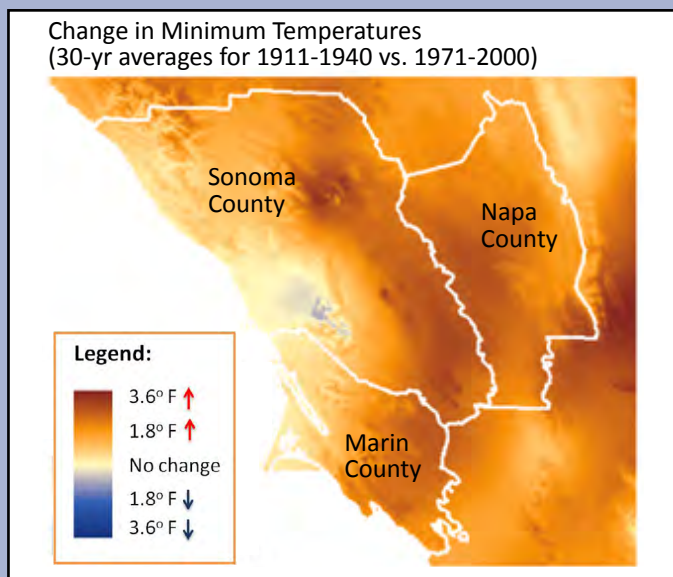 Change in Minimum Temperatures
(30-yr averages for 1911-1940 vs. 1971-2000)
Sonoma
County
Napa
County
Legend:
3.6° F ↑
1.8° F ↑
No change
1.8° F ↓
3.6° F ↓
Marin
County